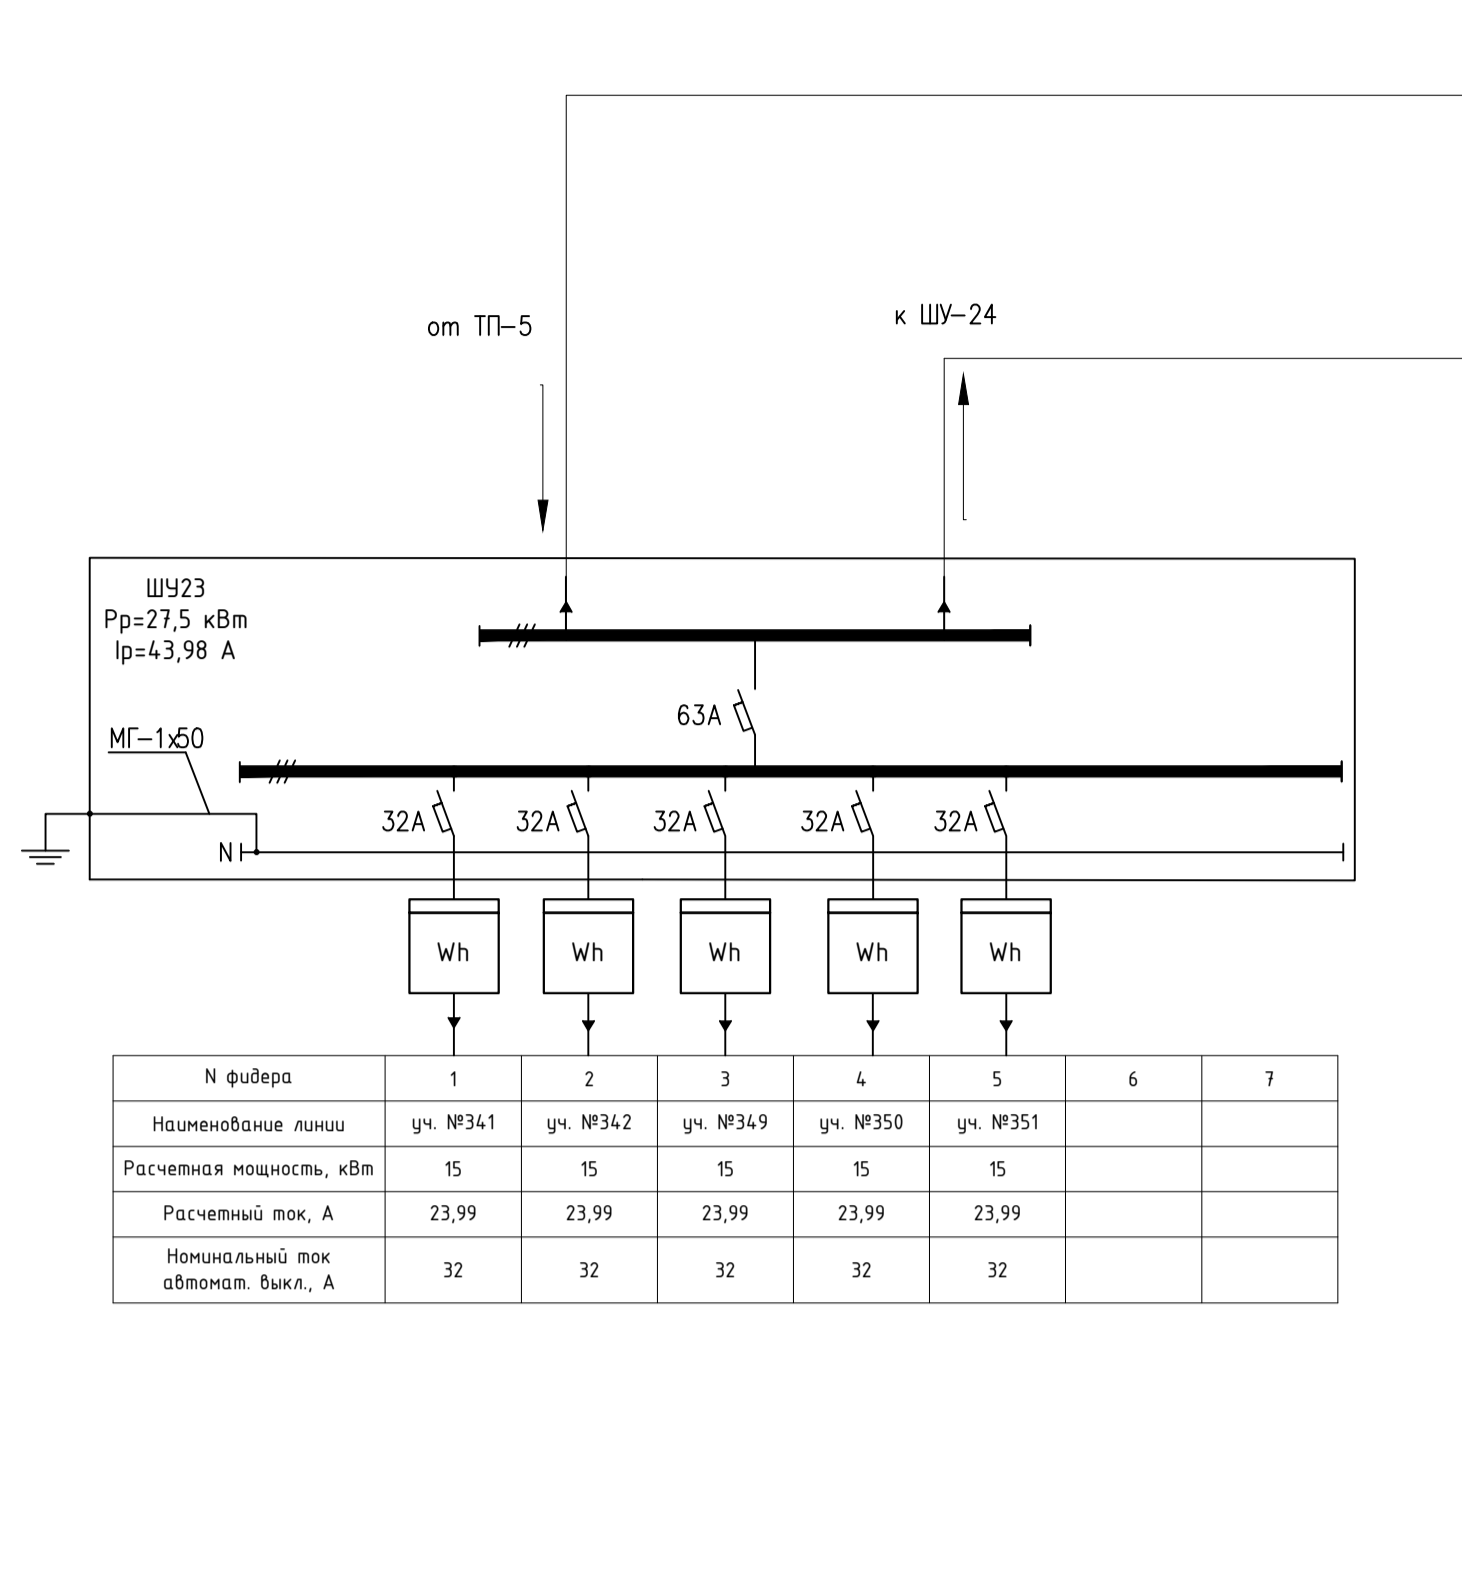 от ТП-5
к ШУ-24
ШУ23
Рр=27,5 кВт
Iр=43,98 А
63А
МГ-1х50
32А 32А 32А 32А 32А
N
Wh Wh Wh Wh Wh
N фидера 1 2 3 4 5 6 7
Наименование линии уч. №341 уч. №342 уч. №349 уч. №350 уч. №351
Расчетная мощность, кВт 15 15 15 15 15
Расчетный ток, А 23,99 23,99 23,99 23,99 23,99
Номинальный ток
автомат. выкл., А 32 32 32 32 32